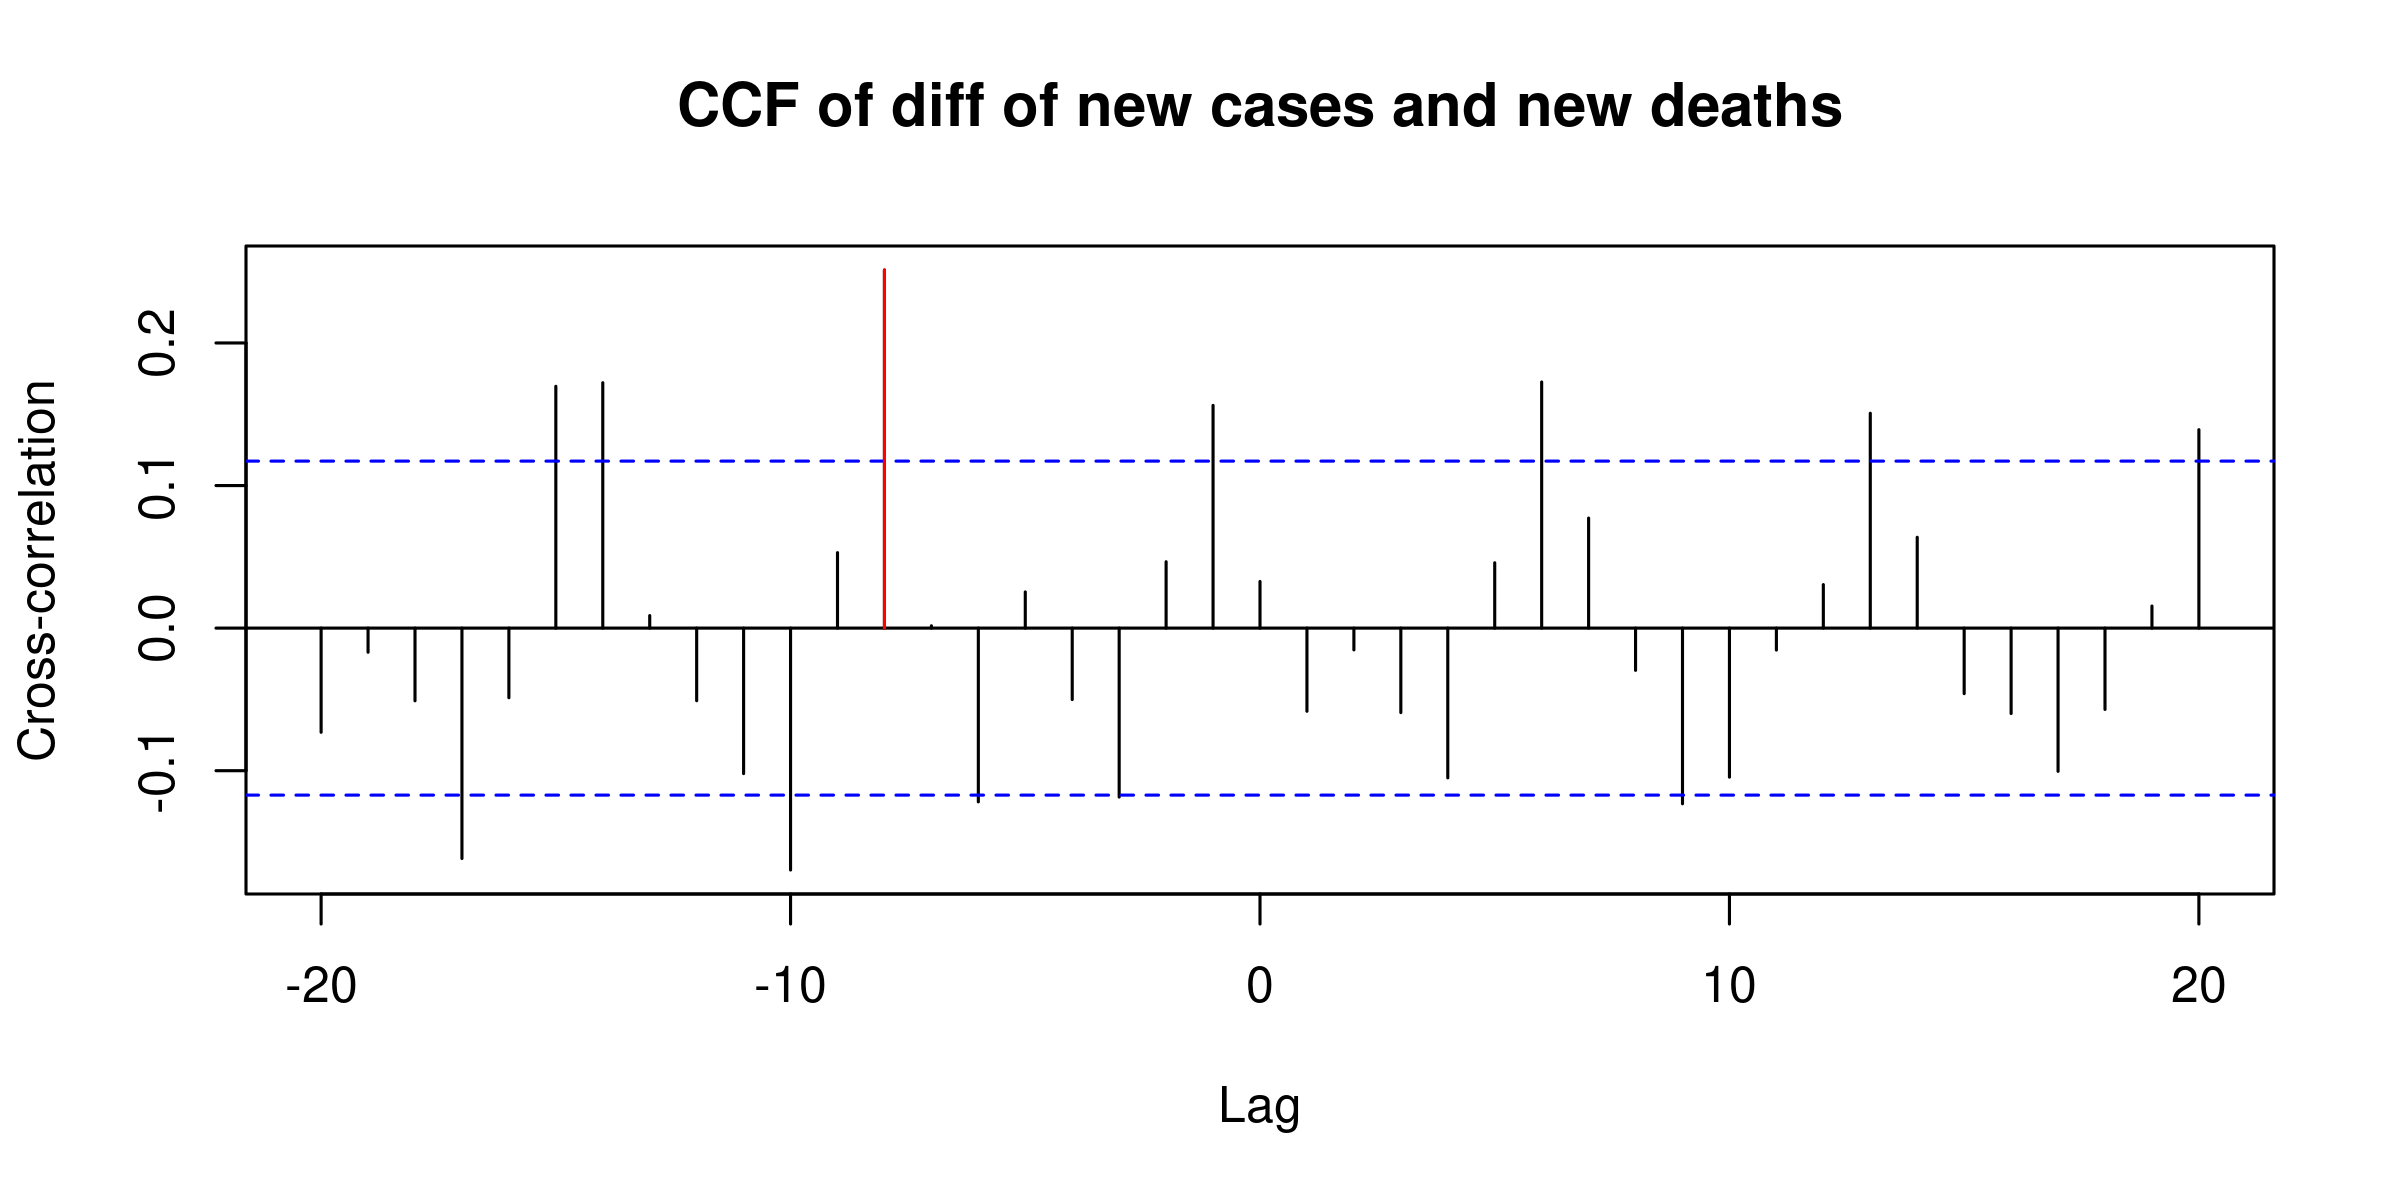 CCF of diff of new cases and new deaths
Cross-correlation
0.2
0.1
0.0
-0.1
-20 -10 0 10 20
Lag